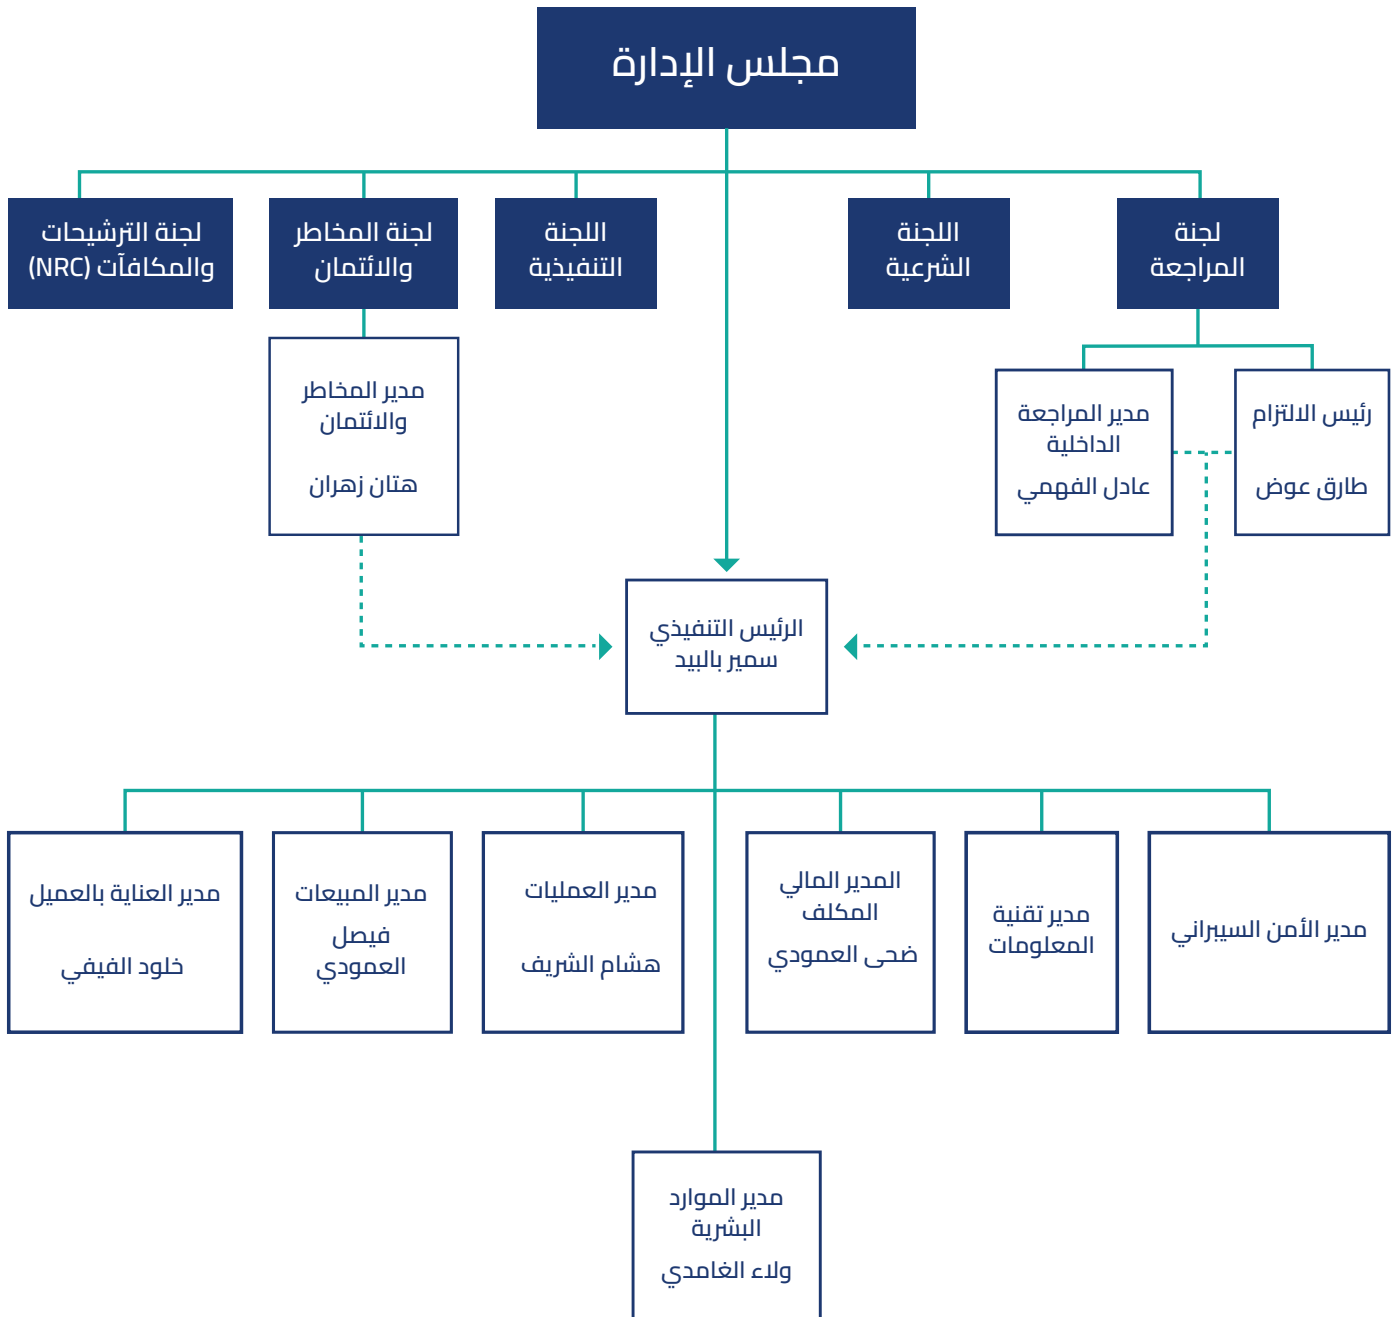 مجلس الإدارة
لجنة
المراجعة
اللجنة
الشرعية
اللجنة
التنفيذية
لجنة المخاطر
والائتمان
لجنة الترشيحات
والمكافآت (NRC)
رئيس الالتزام
طارق عوض
مدير المراجعة
الداخلية
عادل الفهمي
مدير المخاطر
والائتمان
هتان زهران
الرئيس التنفيذي
سمير بالبيد
مدير الأمن السيبراني
مدير تقنية
المعلومات
المدير المالي
المكلف
ضحى العمودي
مدير العمليات
هشام الشريف
مدير المبيعات
فيصل
العمودي
مدير العناية بالعميل
خلود الفيفي
مدير الموارد
البشرية
ولاء الغامدي